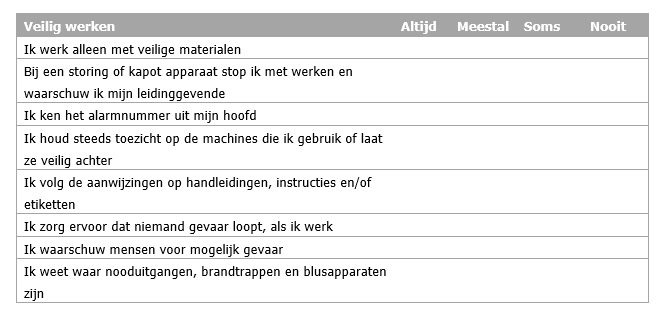 Veilig werken Altijd Meestal Soms Nooit
Ik werk alleen met veilige materialen
Bij een storing of kapot apparaat stop ik met werken en
waarschuw ik mijn leidinggevende
Ik ken het alarmnummer uit mijn hoofd
Ik houd steeds toezicht op de machines die ik gebruik of laat
ze veilig achter
Ik volg de aanwijzingen op handleidingen, instructies en/of
etiketten
Ik zorg ervoor dat niemand gevaar loopt, als ik werk
Ik waarschuw mensen voor mogelijk gevaar
Ik weet waar nooduitgangen, brandtrappen en blusapparaten
zijn